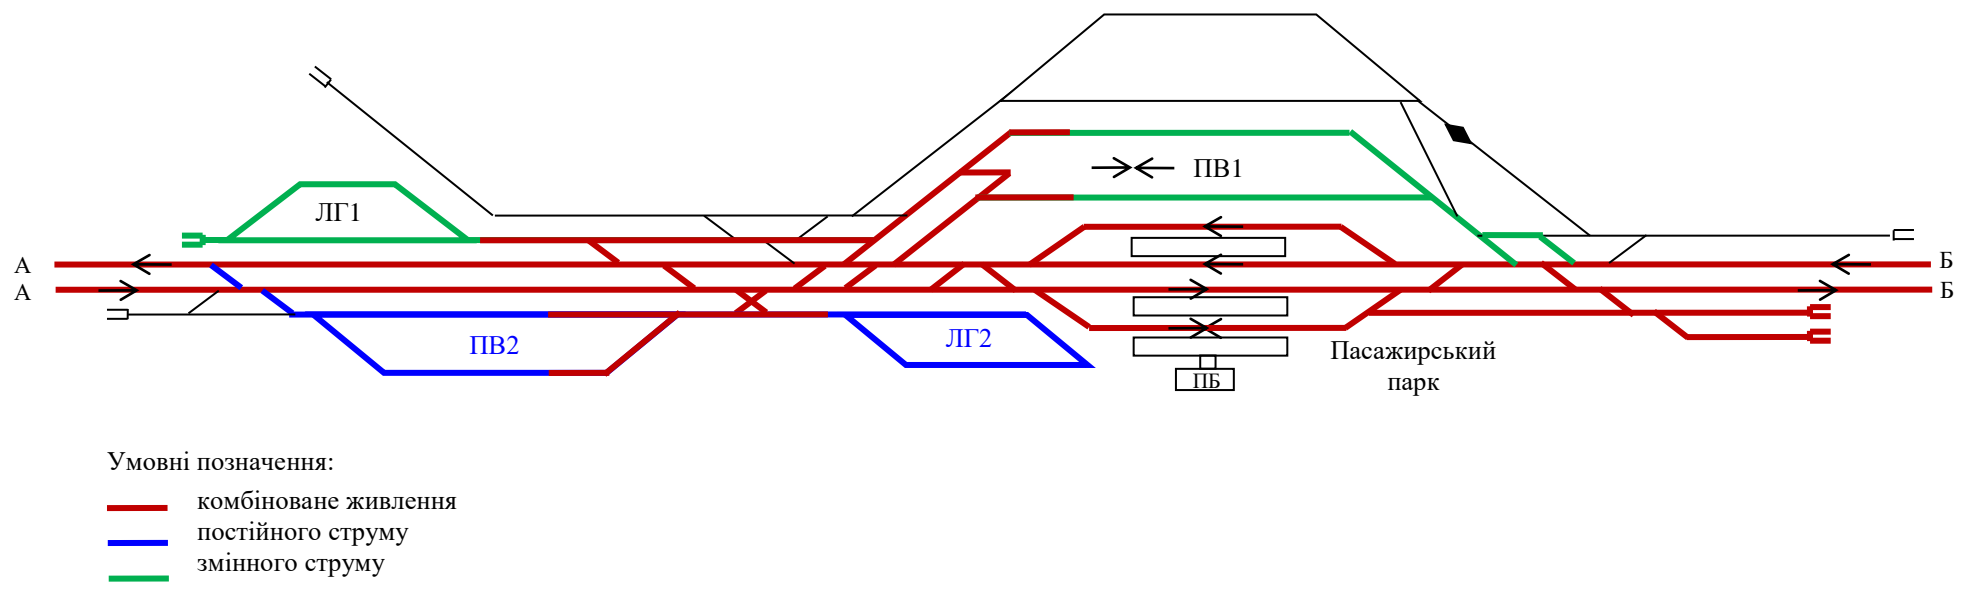 ПВ1
ЛГ1
А
Б
А
Б
ПВ2
ЛГ2
Пасажирський
парк
ПБ
Умовні позначення:
комбіноване живлення
постійного струму
змінного струму